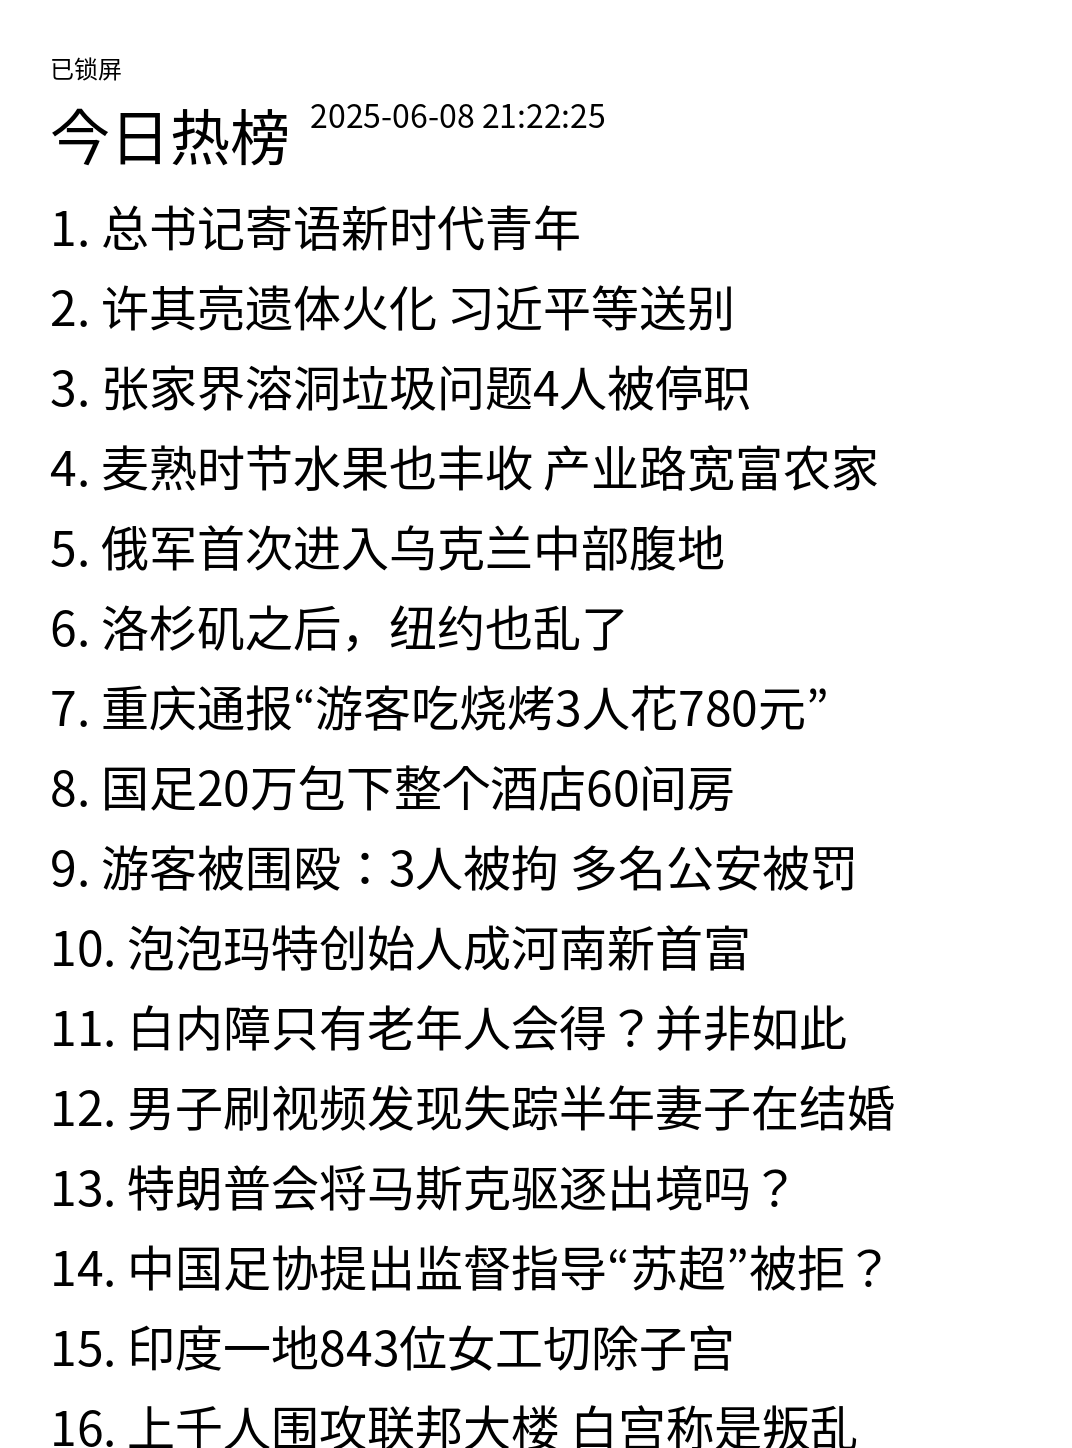 已锁屏
今日热榜 2025-06-08 21:22:25
1. 总书记寄语新时代青年
2. 许其亮遗体火化 习近平等送别
3. 张家界溶洞垃圾问题4人被停职
4. 麦熟时节水果也丰收 产业路宽富农家
5. 俄军首次进入乌克兰中部腹地
6. 洛杉矶之后，纽约也乱了
7. 重庆通报“游客吃烧烤3人花780元”
8. 国足20万包下整个酒店60间房
9. 游客被围殴：3人被拘 多名公安被罚
10. 泡泡玛特创始人成河南新首富
11. 白内障只有老年人会得？并非如此
12. 男子刷视频发现失踪半年妻子在结婚
13. 特朗普会将马斯克驱逐出境吗？
14. 中国足协提出监督指导“苏超”被拒？
15. 印度一地843位女工切除子宫
16. 上千人围攻联邦大楼 白宫称是叛乱